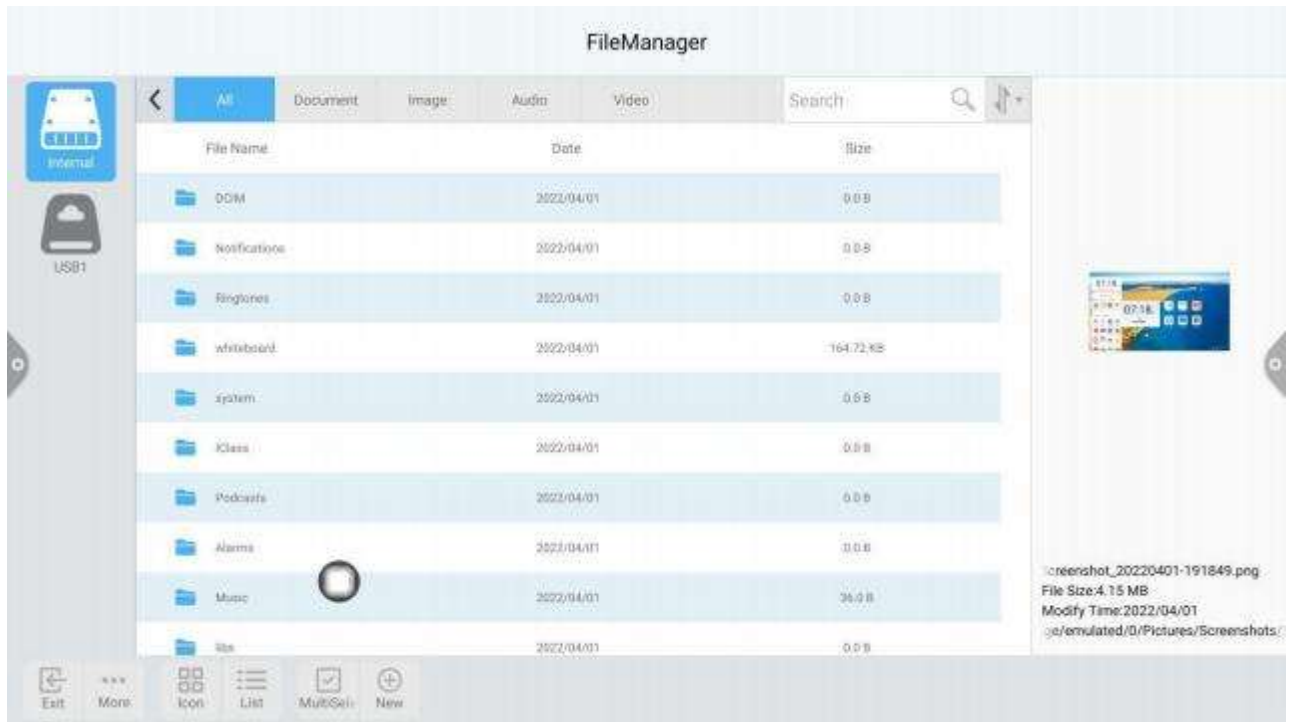 FileManager
All Document Image Audio Video Search
Internal
USB1
File Name Date Size
DCIM 2022/04/01 0.0 B
Notifications 2022/04/01 0.0 B
Ringtones 2022/04/01 0.0 B
whiteboard 2022/04/01 164.72 KB
system 2022/04/01 0.0 B
iClass 2022/04/01 0.0 B
Podcasts 2022/04/01 0.0 B
Alarms 2022/04/01 0.0 B
Music 2022/04/01 36.0 B
2022/04/01 0.0 B
07:18
creenshot_20220401-191849.png
File Size:4.15 MB
Modify Time:2022/04/01
ge/emulated/0/Pictures/Screenshots/
Exit More Icon List MultiSele New